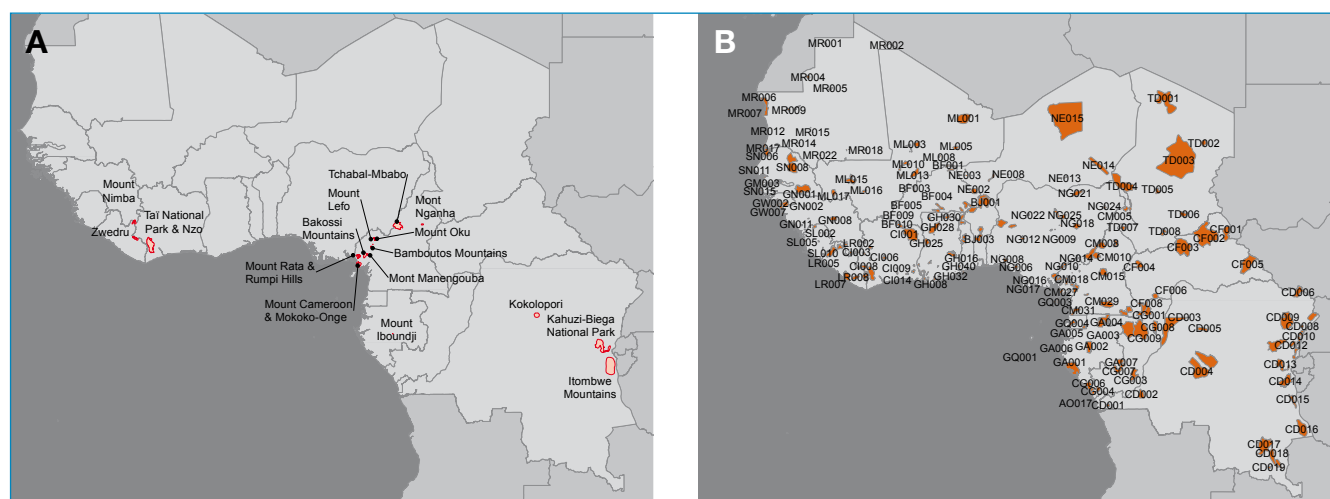 A
Tchabal-Mbabo
Mount
Lefo
Mont
Nganha
Mount
Nimba
Bakossi
Mountains
Taï National
Park & Nzo
Zwedru
Mount Oku
Bamboutos Mountains
Mount Rata &
Rumpi Hills
Mont Manengouba
Mount Cameroon
& Mokoko-Onge
Kokolopori
Kahuzi-Biega
National Park
Mount
Iboundji
Itombwe
Mountains
B
MR001
MR002
MR004
MR005
MR006
MR007
MR009
TD001
NE015
ML001
MR012
MR015
MR014
MR017
MR018
MR022
SN006
SN008
SN011
ML003
ML005
ML008
ML010
BF001
ML013
TD002
TD003
NE014
NE013
NE008
NE003
NE002
TD004
TD005
GM003
SN015
GN001
GW002
GN002
GW007
ML015
ML017
ML016
BF003
BF004
BF005
BJ001
NG021
NG024
CM005
TD006
TD007
TD008
GN011
GN008
SL002
SL005
BF009
BF010
CI001
GH030
GH028
GH025
BJ003
NG022
NG025
NG018
NG012
NG009
CM008
CF001
CF002
CF003
SL010
LR002
LR005
CI003
CI006
CI008
CI009
LR007
LR008
CI014
GH008
GH016
GH040
GH032
NG008
NG006
NG014
NG010
CM010
CF004
CF005
NG016
NG017
CM018
CM015
CM027
GQ003
CM029
CM031
CF006
CF008
CD006
GQ004
GA004
CG001
CD003
GA005
GA003
CG008
CG009
CD005
CD009
CD008
CD010
CD012
GA006
GA002
GQ001
GA001
GA007
CG007
CG003
CD004
CD013
CD014
CG006
CG004
CD002
AO017
CD001
CD015
CD016
CD017
CD018
CD019